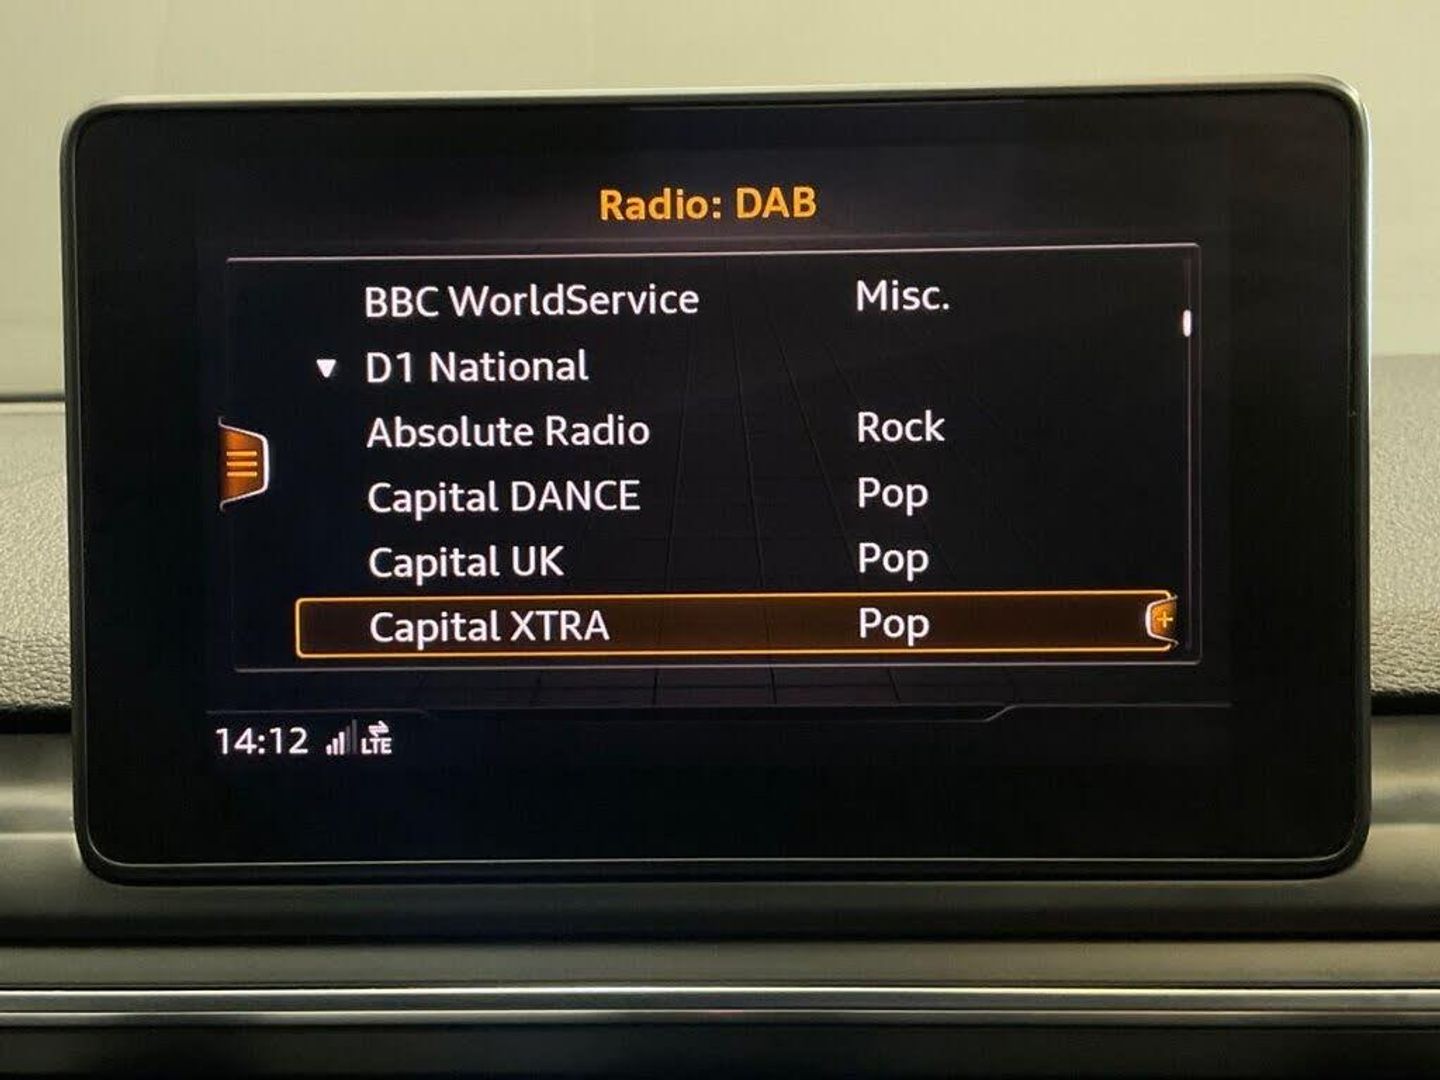 Radio: DAB
BBC WorldService Misc.
▼ D1 National
Absolute Radio Rock
Capital DANCE Pop
Capital UK Pop
Capital XTRA Pop
14:12 LTE